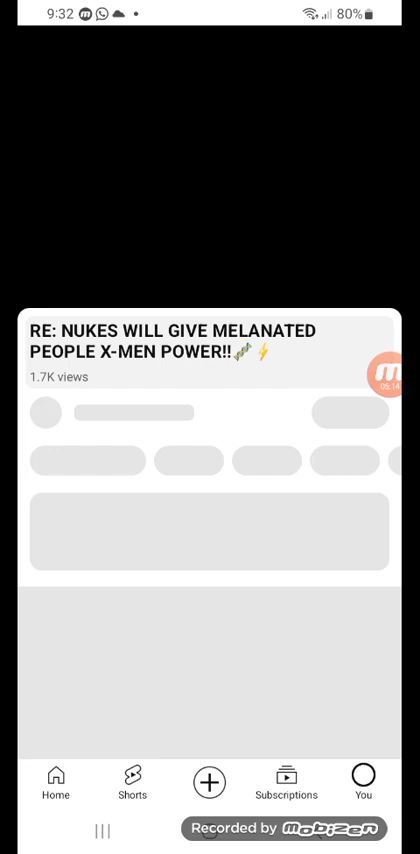 9:32
80%
RE: NUKES WILL GIVE MELANATED
PEOPLE X-MEN POWER!!🧬⚡
1.7K views
05:14
Home
Shorts
Subscriptions
You
Recorded by mobizen